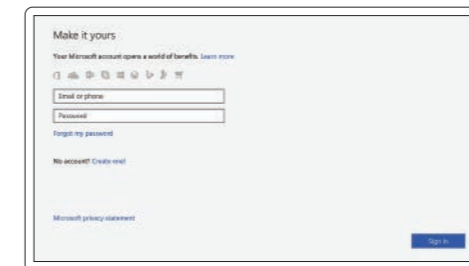 Make it yours
Your Microsoft account opens a world of benefits. Learn more
Email or phone
Password
Forgot my password
No account? Create one!
Microsoft privacy statement
Sign in